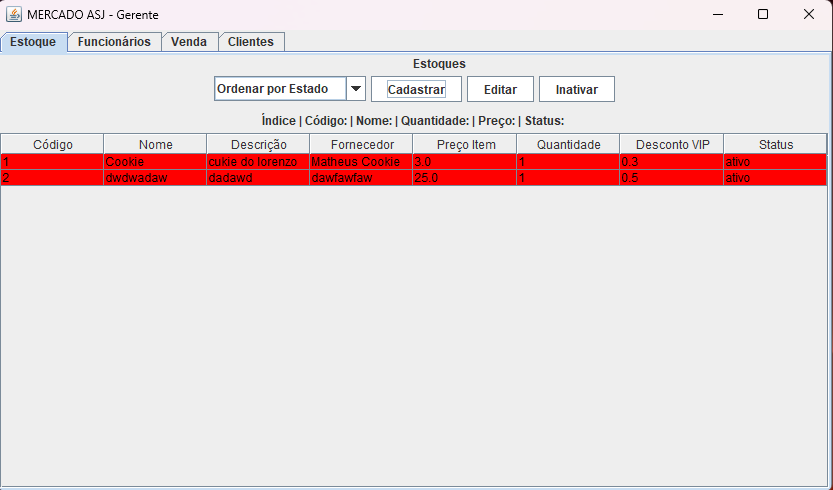 MERCADO ASJ - Gerente
Estoque Funcionários Venda Clientes
Estoques
Ordenar por Estado Cadastrar Editar Inativar
Índice | Código: | Nome: | Quantidade: | Preço: | Status:
Código Nome Descrição Fornecedor Preço Item Quantidade Desconto VIP Status
1 Cookie cukie do lorenzo Matheus Cookie 3.0 1 0.3 ativo
2 dwdwadaw dadawd dawfawfaw 25.0 1 0.5 ativo